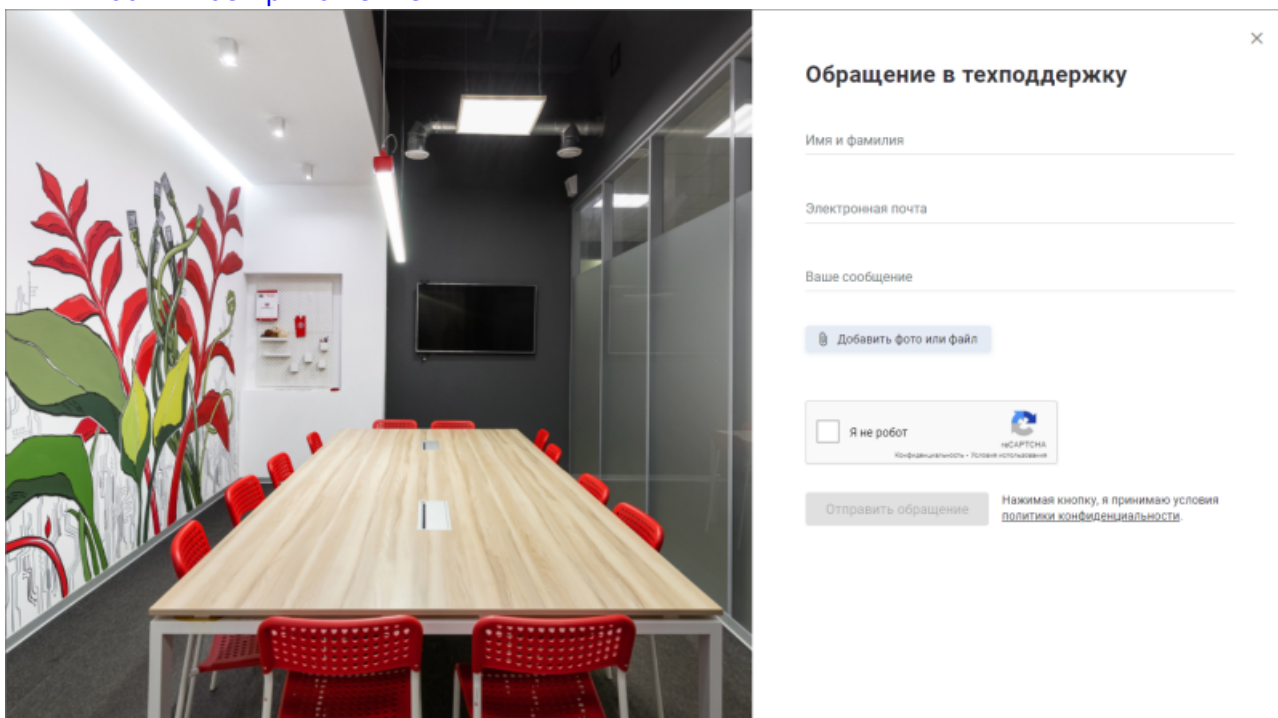 Обращение в техподдержку
Имя и фамилия
Электронная почта
Ваше сообщение
Добавить фото или файл
Я не робот
reCAPTCHA
Конфиденциальность - Условия использования
Отправить обращение
Нажимая кнопку, я принимаю условия
политики конфиденциальности.